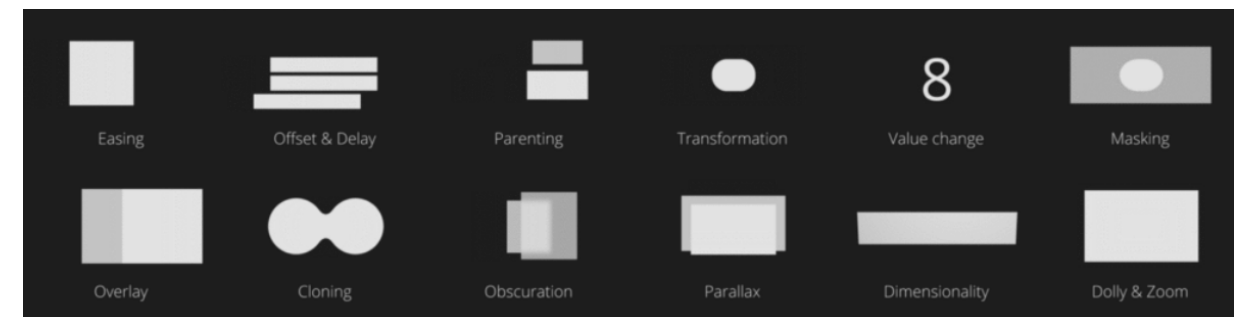 8
Easing
Offset & Delay
Parenting
Transformation
Value change
Masking
Overlay
Cloning
Obscuration
Parallax
Dimensionality
Dolly & Zoom